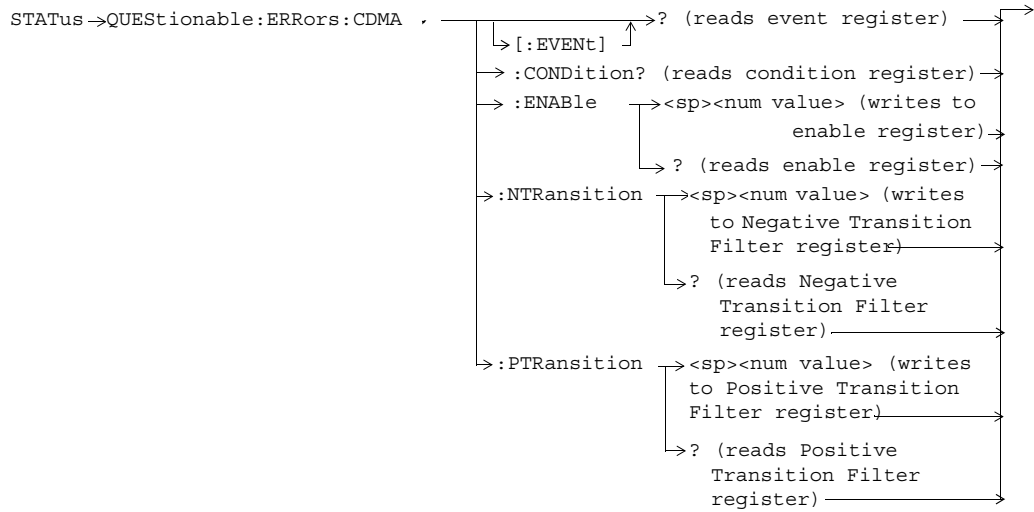 STATus QUEStionable:ERRors:CDMA ? (reads event register)
[:EVENt]
:CONDition? (reads condition register)
:ENABle <sp><num value> (writes to
enable register)
? (reads enable register)
:NTRansition <sp><num value> (writes
to Negative Transition
Filter register)
? (reads Negative
Transition Filter
register)
:PTRansition <sp><num value> (writes
to Positive Transition
Filter register)
? (reads Positive
Transition Filter
register)